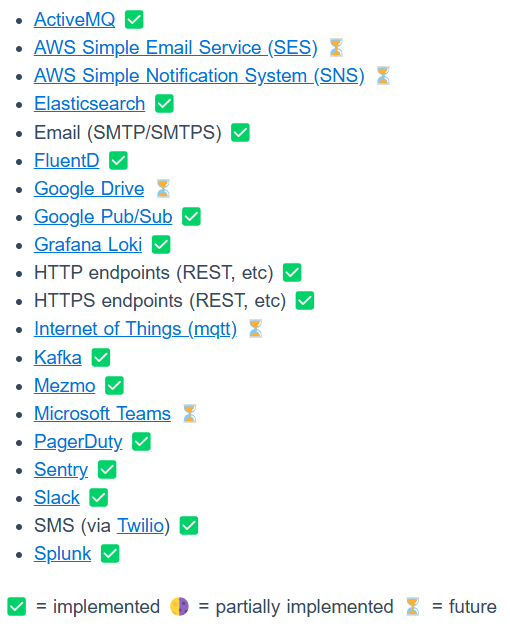 • ActiveMQ ✅
• AWS Simple Email Service (SES) ⏳
• AWS Simple Notification System (SNS) ⏳
• Elasticsearch ✅
• Email (SMTP/SMTPS) ✅
• FluentD ✅
• Google Drive ⏳
• Google Pub/Sub ✅
• Grafana Loki ✅
• HTTP endpoints (REST, etc) ✅
• HTTPS endpoints (REST, etc) ✅
• Internet of Things (mqtt) ⏳
• Kafka ✅
• Mezmo ✅
• Microsoft Teams ⏳
• PagerDuty ✅
• Sentry ✅
• Slack ✅
• SMS (via Twilio) ✅
• Splunk ✅
✅ = implemented 🌗 = partially implemented ⏳ = future